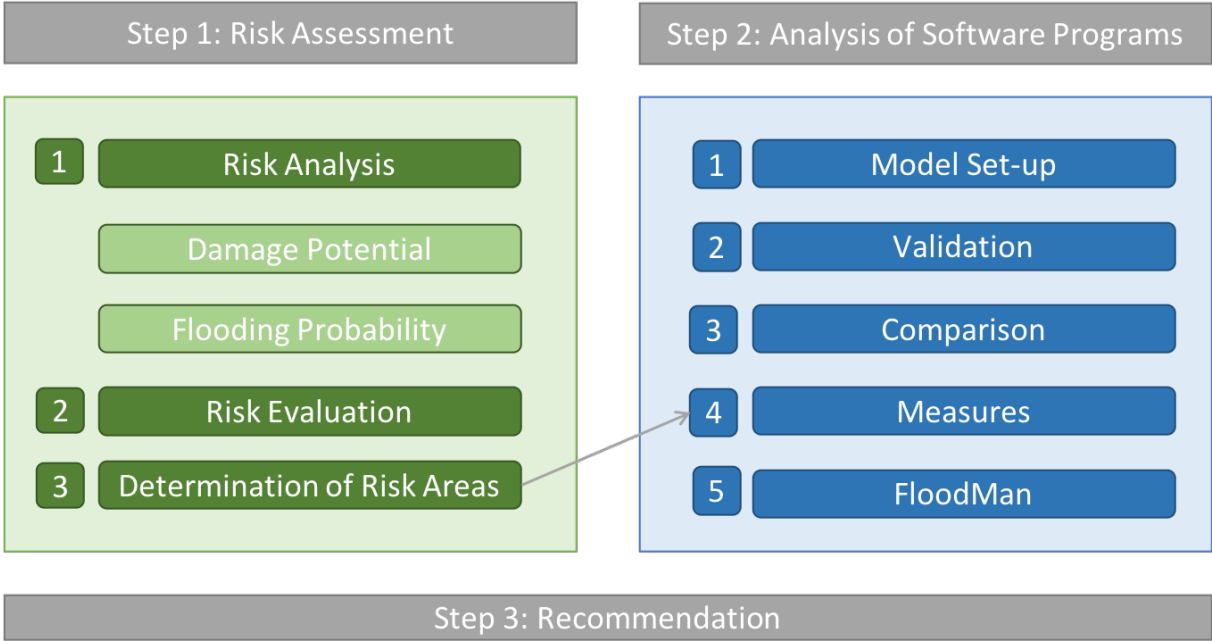 Step 1: Risk Assessment
Step 2: Analysis of Software Programs
1
Risk Analysis
Damage Potential
Flooding Probability
2
Risk Evaluation
3
Determination of Risk Areas
1
Model Set-up
2
Validation
3
Comparison
4
Measures
5
FloodMan
Step 3: Recommendation